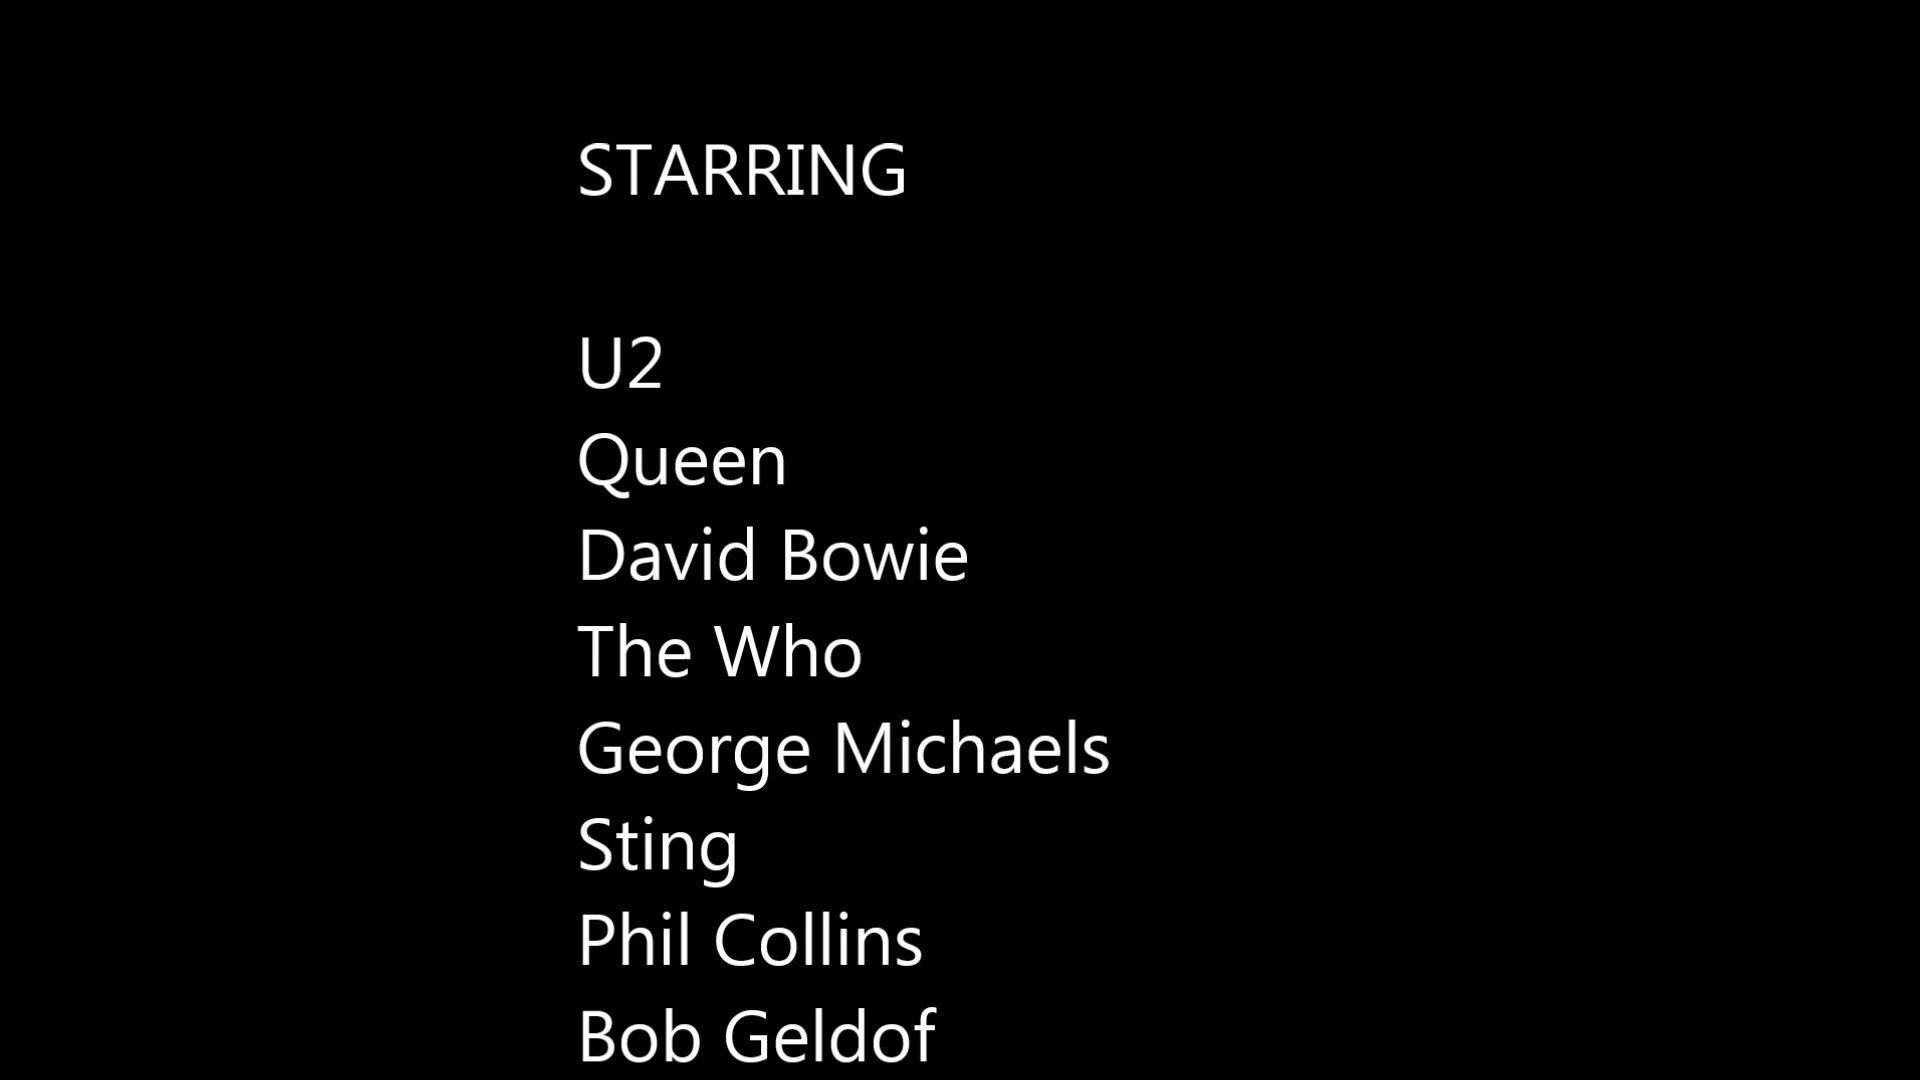 STARRING
U2
Queen
David Bowie
The Who
George Michaels
Sting
Phil Collins
Bob Geldof